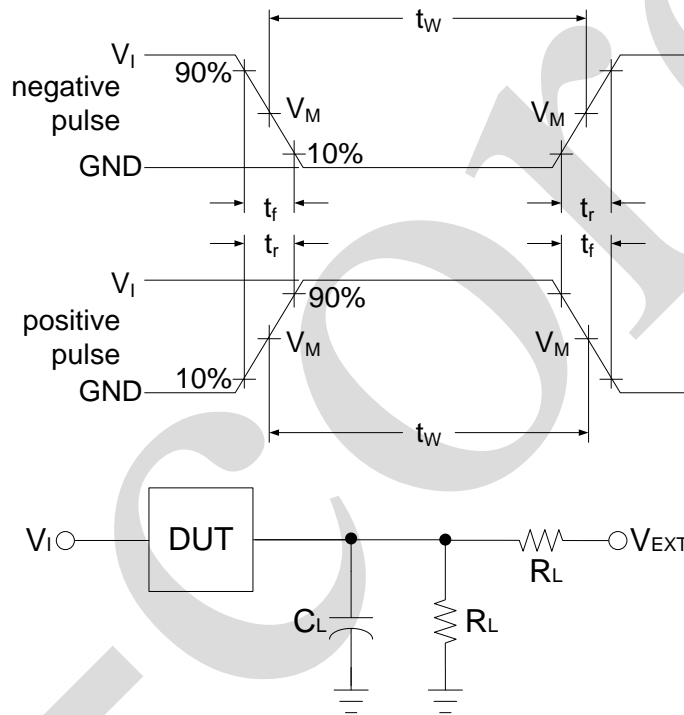 tW
VI
90%
negative
pulse
VM
VM
10%
GND
tf
tr
tr
tf
VI
90%
positive
pulse
VM
VM
10%
GND
tW
VI
DUT
VEXT
RL
CL
RL